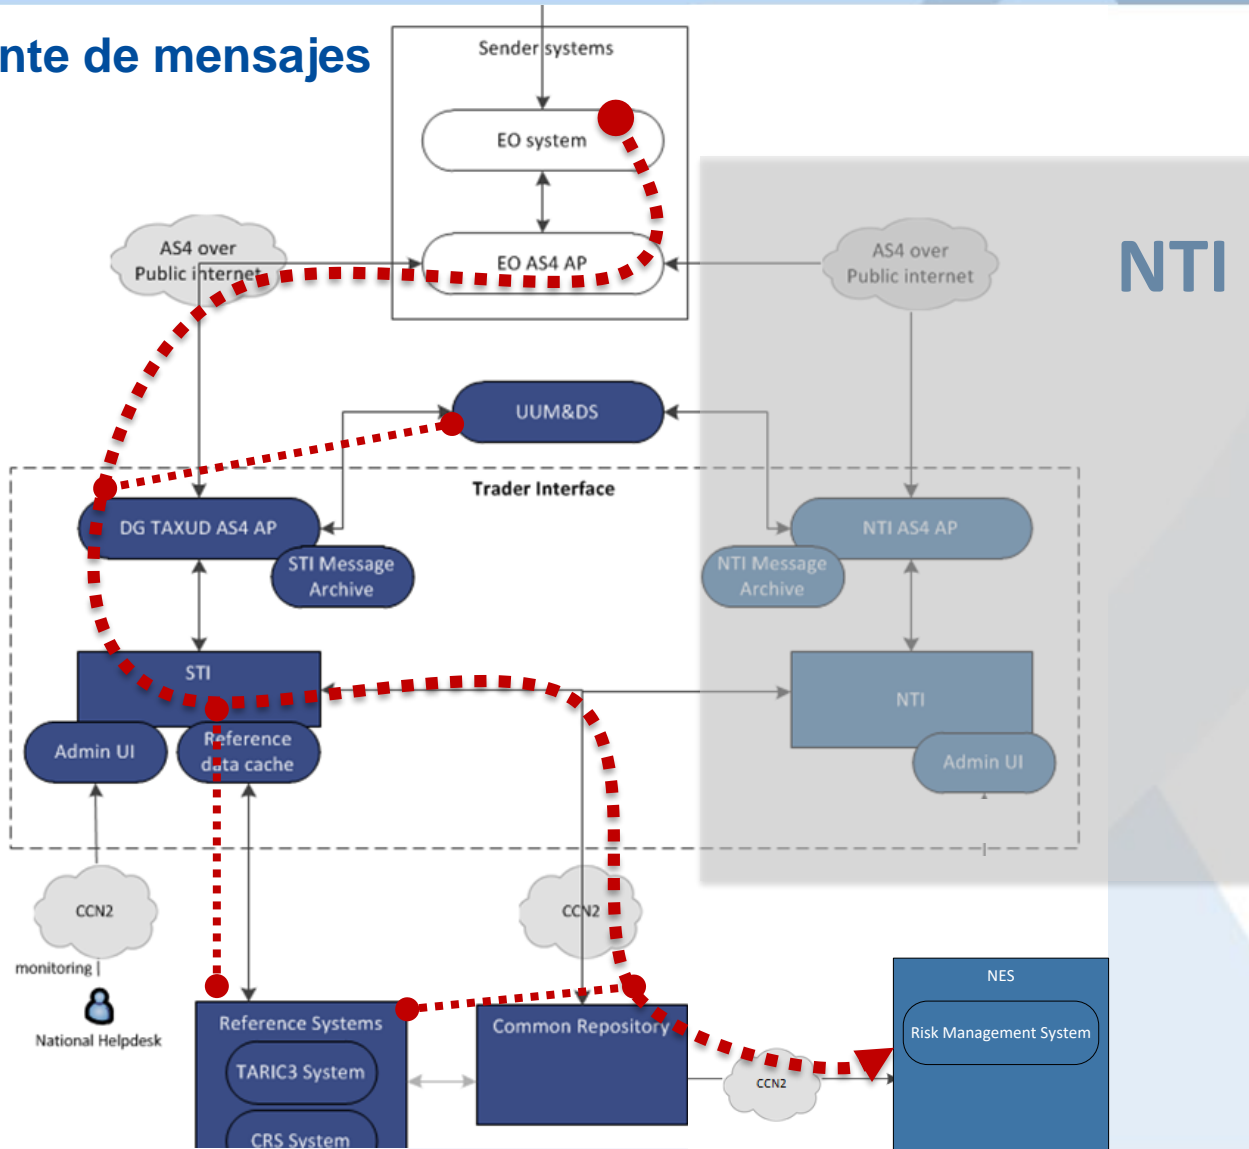 nte de mensajes
Sender systems
EO system
EO AS4 AP
AS4 over
Public internet
AS4 over
Public internet
NTI
UUM&DS
Trader Interface
DG TAXUD AS4 AP
STI Message
Archive
NTI AS4 AP
NTI Message
Archive
STI
NTI
Admin UI
Reference
data cache
Admin UI
CCN2
CCN2
monitoring
National Helpdesk
Reference Systems
TARIC3 System
CRS System
Common Repository
CCN2
NES
Risk Management System